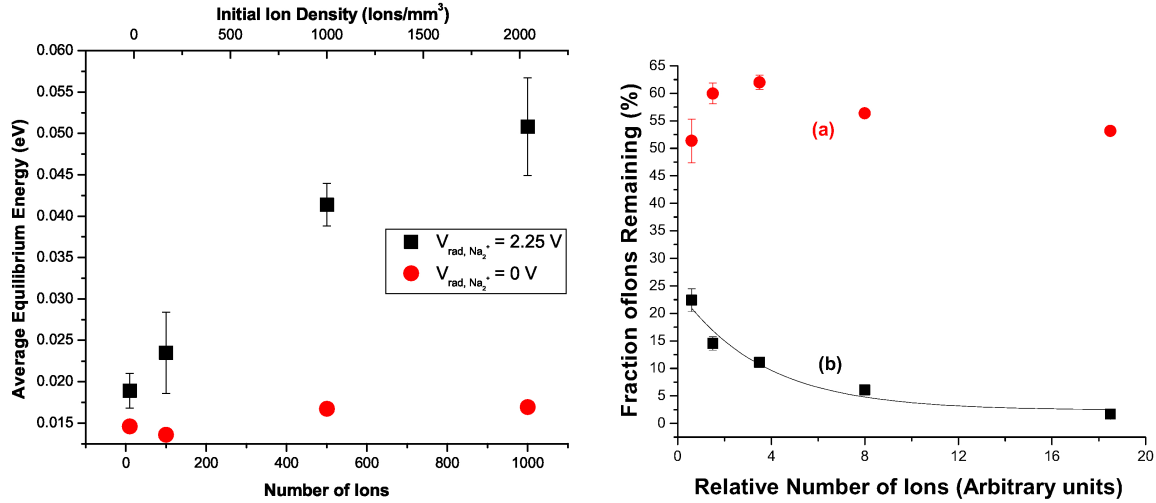 Initial Ion Density (Ions/mm³)
0 500 1000 1500 2000
0.060
0.055
0.050
0.045
0.040
0.035
0.030
0.025
0.020
0.015
Average Equilibrium Energy (eV)
V rad, Na₂⁺ = 2.25 V
V rad, Na₂⁺ = 0 V
0 200 400 600 800 1000
Number of Ions
65
60
55
50
45
40
35
30
25
20
15
10
5
0
Fraction ofIons Remaining (%)
(a)
(b)
0 4 8 12 16 20
Relative Number of Ions (Arbitrary units)